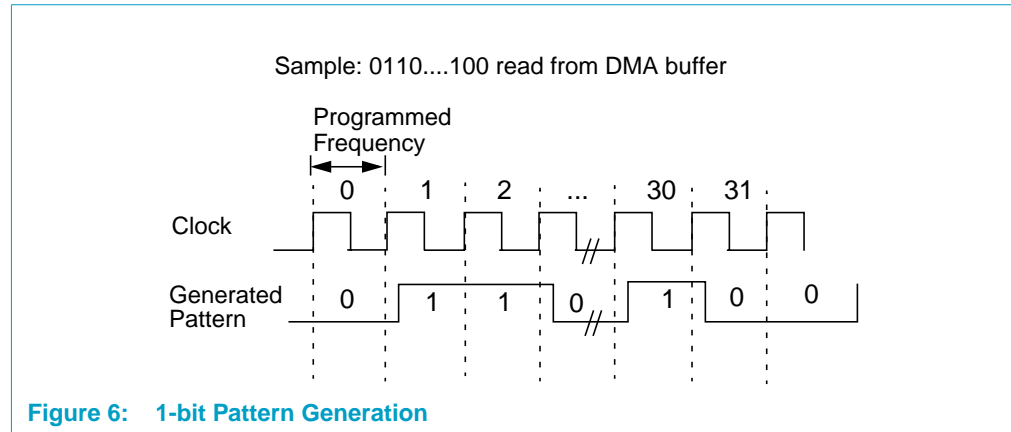 Sample: 0110....100 read from DMA buffer
Programmed
Frequency
0 1 2 ... 30 31
Clock
Generated
Pattern
0 1 1 0 1 0 0
Figure 6: 1-bit Pattern Generation